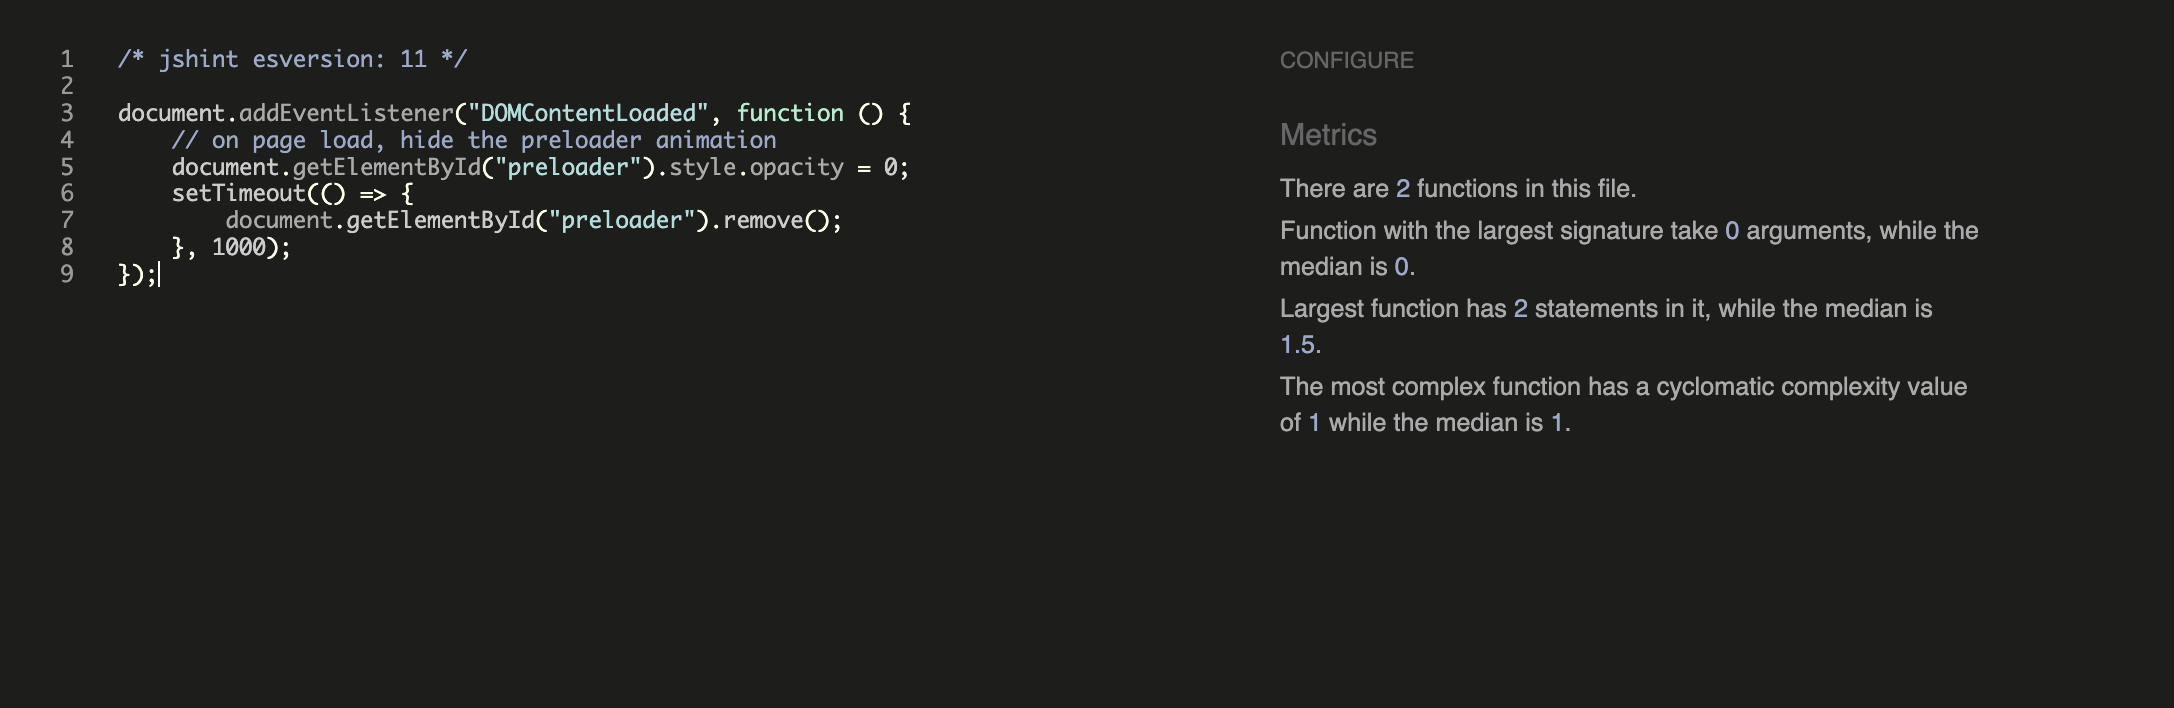 1 /* jshint esversion: 11 */
2
3 document.addEventListener("DOMContentLoaded", function () {
4     // on page load, hide the preloader animation
5     document.getElementById("preloader").style.opacity = 0;
6     setTimeout(() => {
7         document.getElementById("preloader").remove();
8     }, 1000);
9 });
CONFIGURE
Metrics
There are 2 functions in this file.
Function with the largest signature take 0 arguments, while the
median is 0.
Largest function has 2 statements in it, while the median is
1.5.
The most complex function has a cyclomatic complexity value
of 1 while the median is 1.